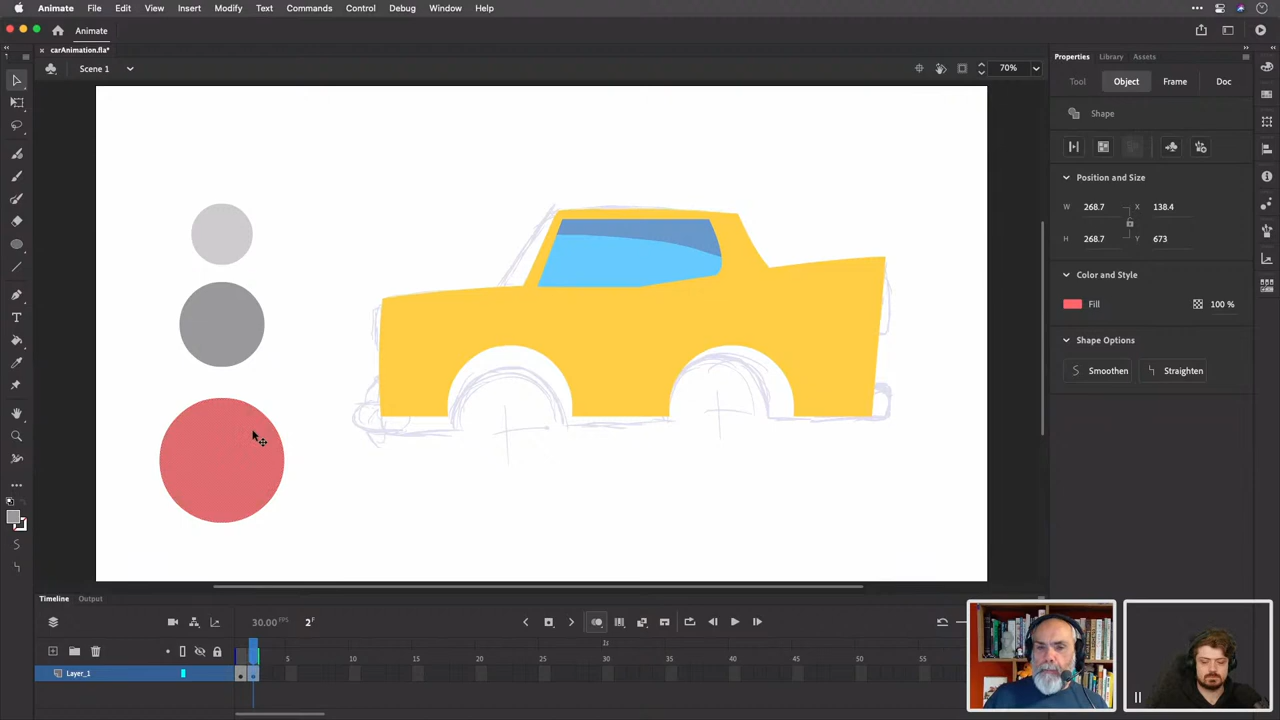 Animate File Edit View Insert Modify Text Commands Control Debug Window Help
Animate
carAnimation.fla*
Scene 1
70%
Properties Library Assets
Tool Object Frame Doc
Shape
Position and Size
W 268.7 X 138.4
H 268.7 Y 673
Color and Style
Fill 100 %
Shape Options
Smoothen Straighten
Timeline Output
30.00 FPS 2F
1s
5 10 15 20 25 30 35 40 45 50 55
Layer_1